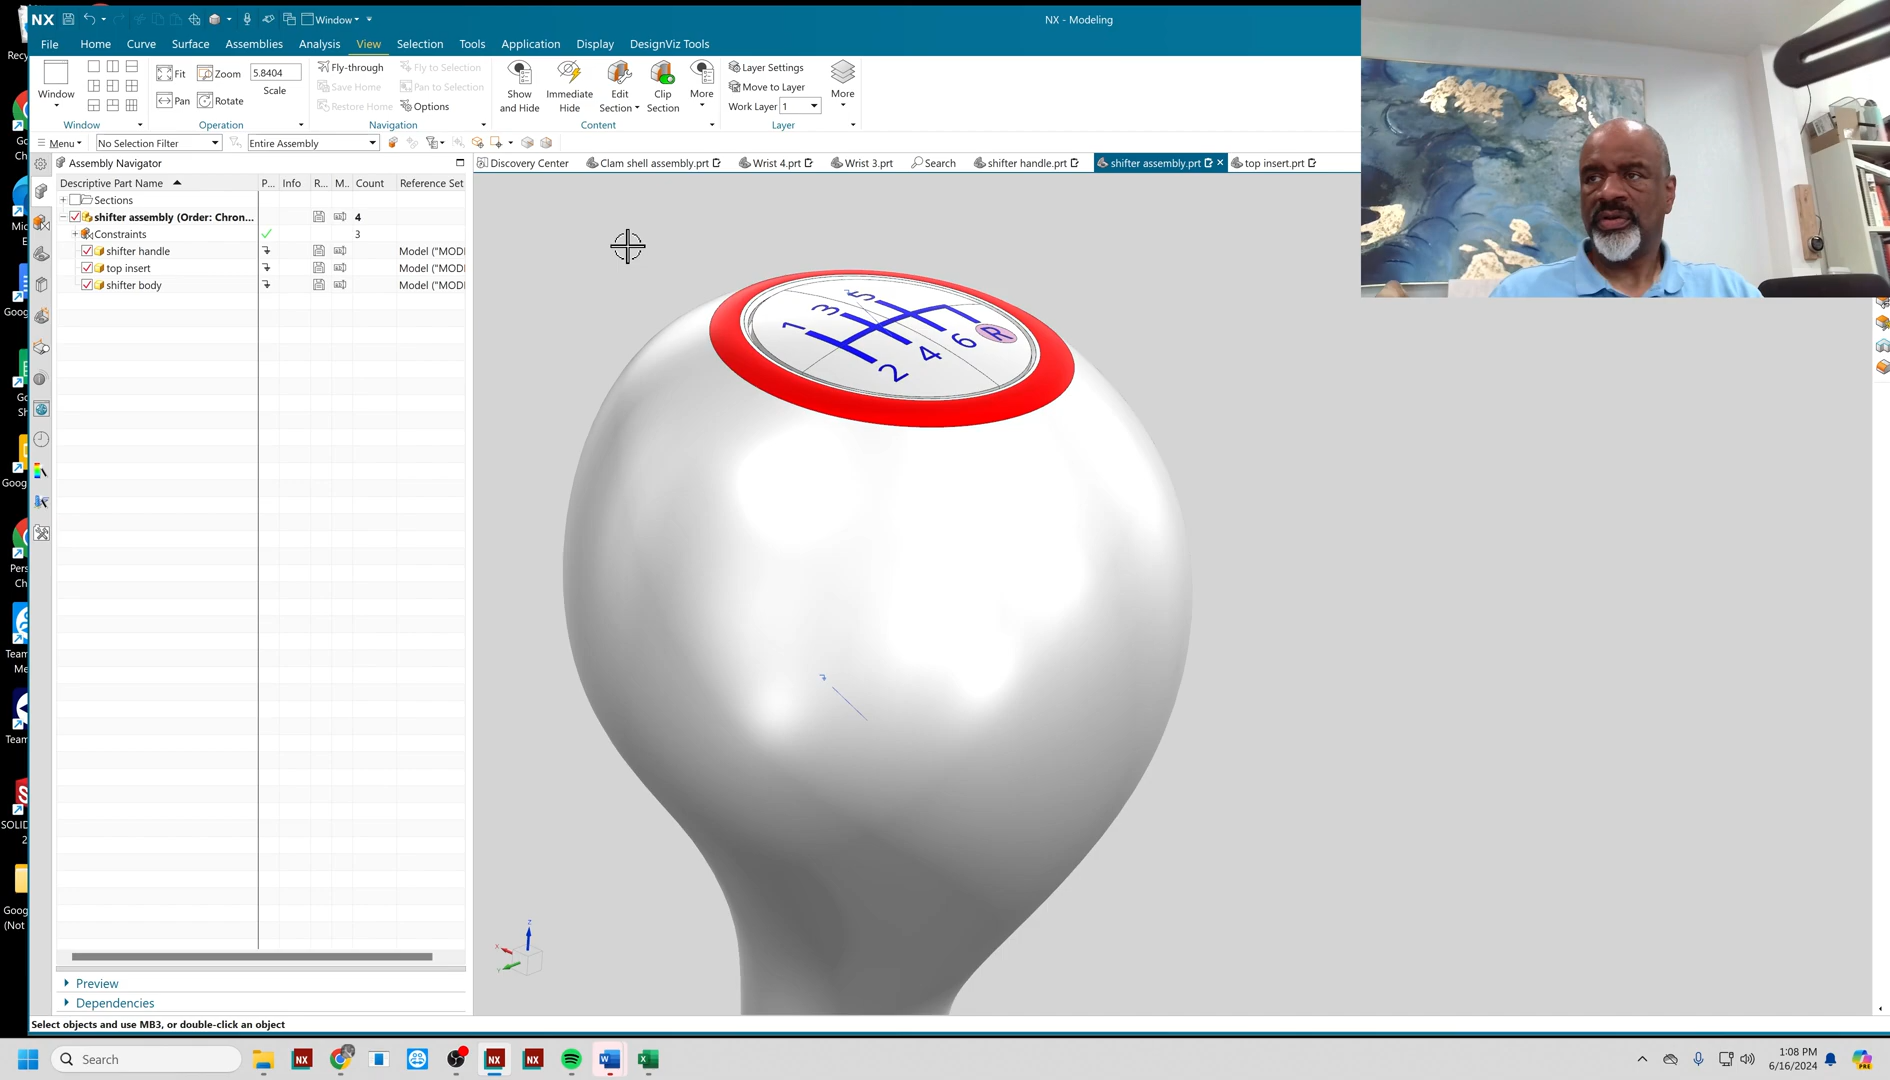 NX
Window
NX - Modeling
File Home Curve Surface Assemblies Analysis View Selection Tools Application Display DesignViz Tools
Window
Fit
Zoom
5.8404
Scale
Pan
Rotate
Fly-through
Fly to Selection
Save Home
Pan to Selection
Restore Home
Options
Show and Hide
Immediate Hide
Edit Section
Clip Section
More
Layer Settings
Move to Layer
Work Layer 1
More
Window
Operation
Navigation
Content
Layer
Menu
No Selection Filter
Entire Assembly
Assembly Navigator
Discovery Center
Clam shell assembly.prt
Wrist 4.prt
Wrist 3.prt
Search
shifter handle.prt
shifter assembly.prt
top insert.prt
Descriptive Part Name P... Info R... M.. Count Reference Set
Sections
shifter assembly (Order: Chron... 4
Constraints 3
shifter handle Model ("MODI
top insert Model ("MODI
shifter body Model ("MODI
5
3
1
R
6
4
2
Z
X
Y
Preview
Dependencies
Select objects and use MB3, or double-click an object
Search
1:08 PM
6/16/2024